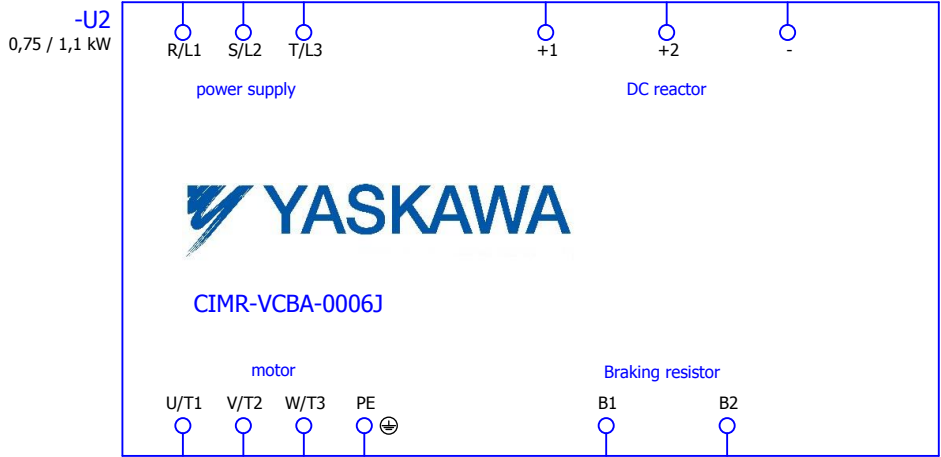 -U2
0,75 / 1,1 kW
R/L1 S/L2 T/L3 +1 +2 -
power supply DC reactor
YASKAWA
CIMR-VCBA-0006J
motor Braking resistor
U/T1 V/T2 W/T3 PE B1 B2